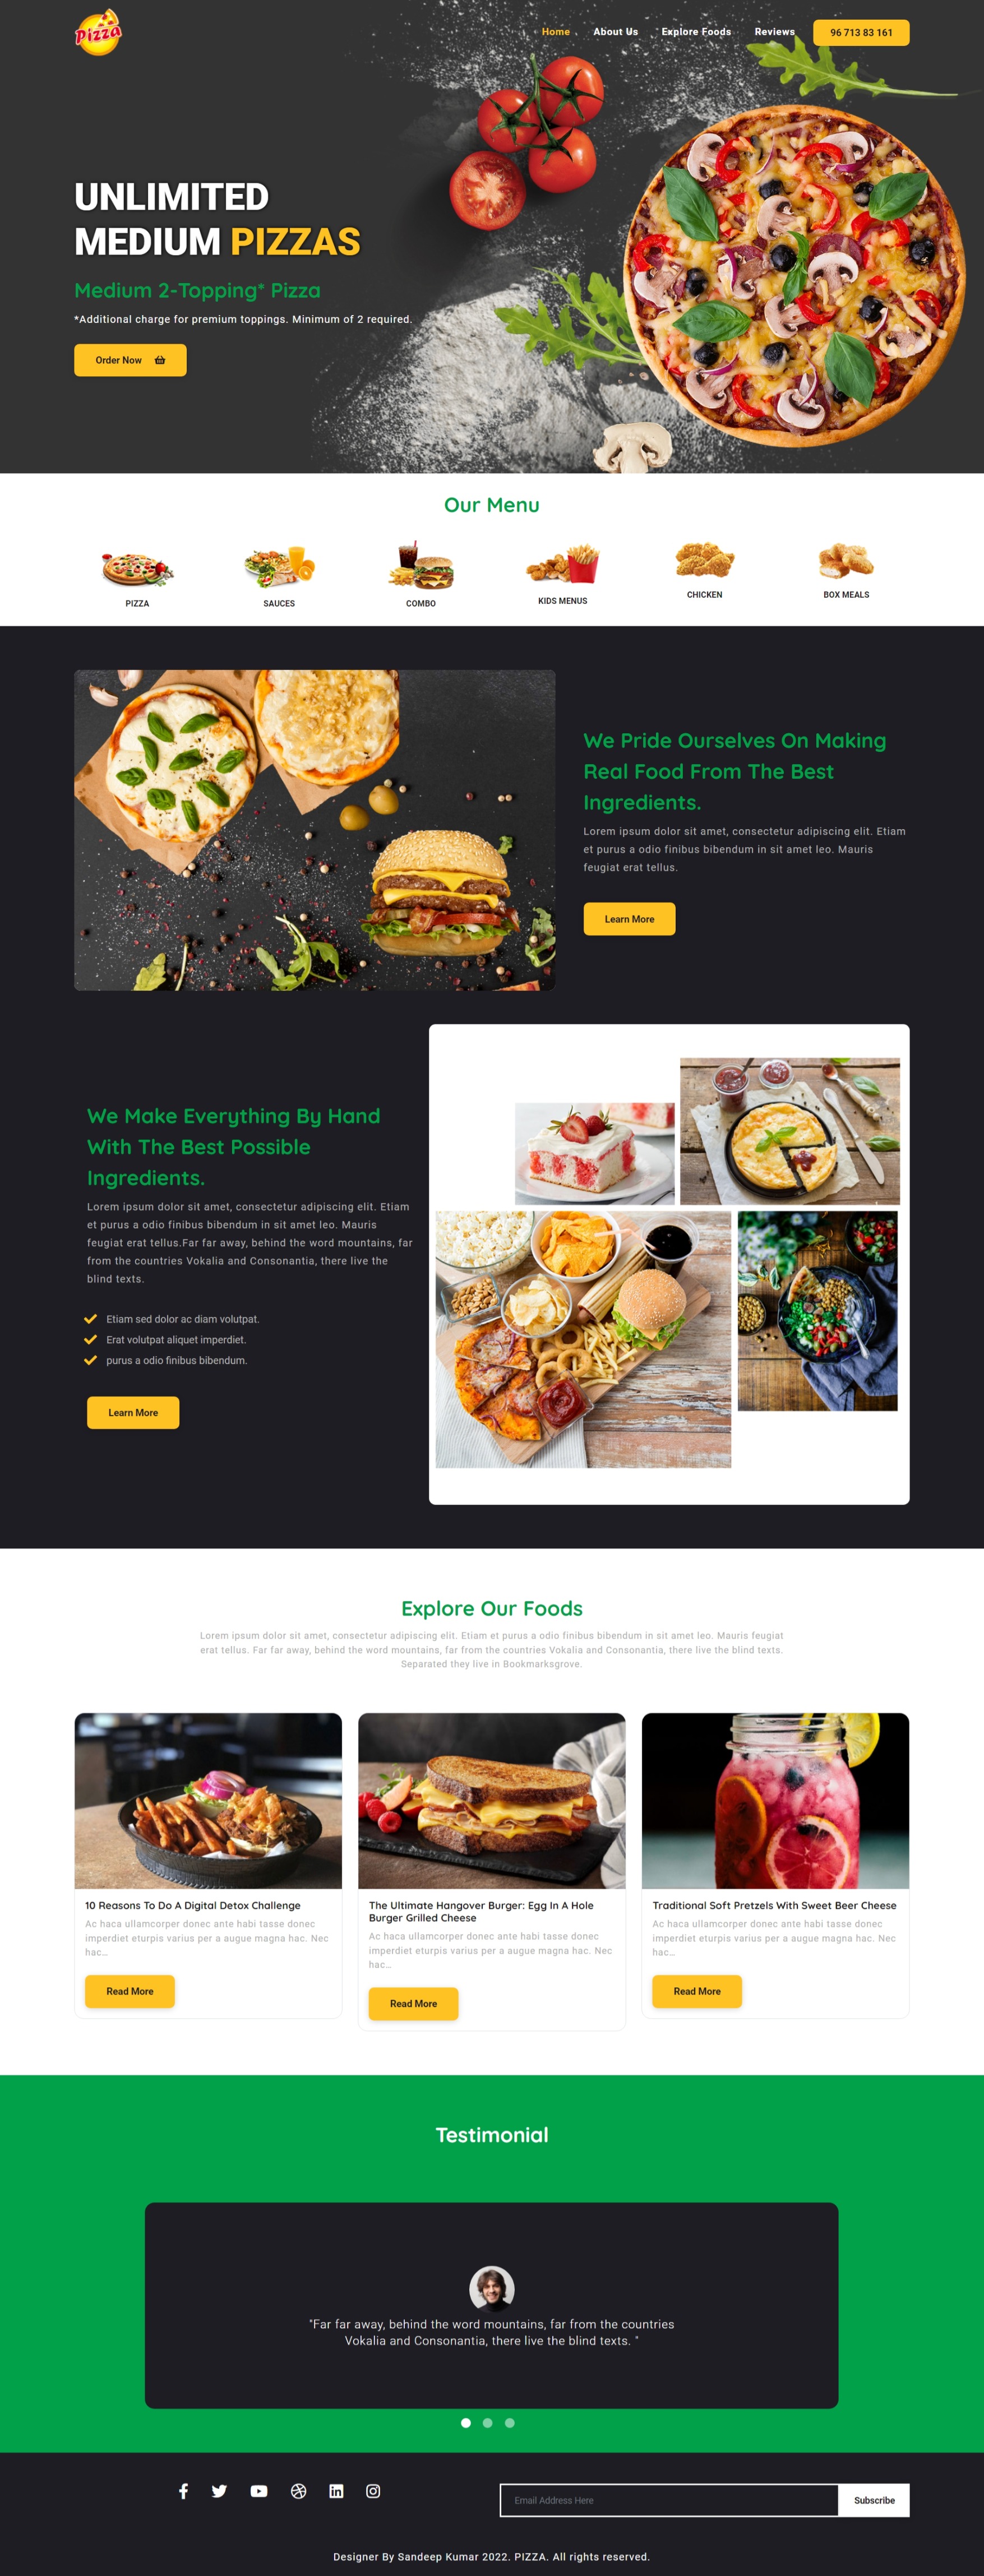 Pizza
Home
About Us
Explore Foods
Reviews
96 713 83 161
UNLIMITED
MEDIUM PIZZAS
Medium 2-Topping* Pizza
*Additional charge for premium toppings. Minimum of 2 required.
Order Now
Our Menu
PIZZA
SAUCES
COMBO
KIDS MENUS
CHICKEN
BOX MEALS
We Pride Ourselves On Making
Real Food From The Best
Ingredients.
Lorem ipsum dolor sit amet, consectetur adipiscing elit. Etiam
et purus a odio finibus bibendum in sit amet leo. Mauris
feugiat erat tellus.
Learn More
We Make Everything By Hand
With The Best Possible
Ingredients.
Lorem ipsum dolor sit amet, consectetur adipiscing elit. Etiam
et purus a odio finibus bibendum in sit amet leo. Mauris
feugiat erat tellus.Far far away, behind the word mountains, far
from the countries Vokalia and Consonantia, there live the
blind texts.
Etiam sed dolor ac diam volutpat.
Erat volutpat aliquet imperdiet.
purus a odio finibus bibendum.
Learn More
Explore Our Foods
Lorem ipsum dolor sit amet, consectetur adipiscing elit. Etiam et purus a odio finibus bibendum in sit amet leo. Mauris feugiat
erat tellus. Far far away, behind the word mountains, far from the countries Vokalia and Consonantia, there live the blind texts.
Separated they live in Bookmarksgrove.
10 Reasons To Do A Digital Detox Challenge
Ac haca ullamcorper donec ante habi tasse donec
imperdiet eturpis varius per a augue magna hac. Nec
hac...
Read More
The Ultimate Hangover Burger: Egg In A Hole
Burger Grilled Cheese
Ac haca ullamcorper donec ante habi tasse donec
imperdiet eturpis varius per a augue magna hac. Nec
hac...
Read More
Traditional Soft Pretzels With Sweet Beer Cheese
Ac haca ullamcorper donec ante habi tasse donec
imperdiet eturpis varius per a augue magna hac. Nec
hac...
Read More
Testimonial
"Far far away, behind the word mountains, far from the countries
Vokalia and Consonantia, there live the blind texts. "
Email Address Here
Subscribe
Designer By Sandeep Kumar 2022. PIZZA. All rights reserved.